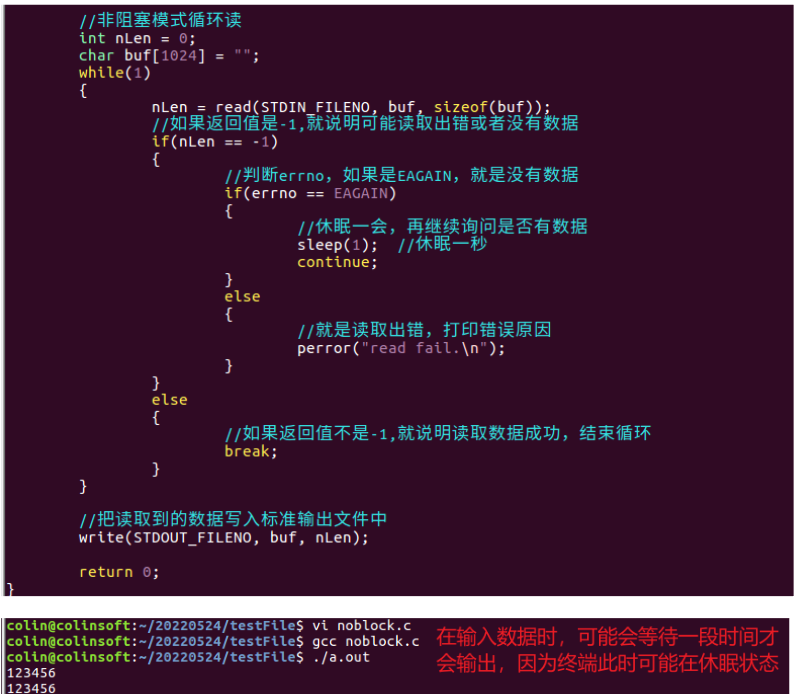 //非阻塞模式循环读
int nLen = 0;
char buf[1024] = "";
while(1)
{
nLen = read(STDIN_FILENO, buf, sizeof(buf));
//如果返回值是-1,就说明可能读取出错或者没有数据
if(nLen == -1)
{
//判断errno，如果是EAGAIN，就是没有数据
if(errno == EAGAIN)
{
//休眠一会，再继续询问是否有数据
sleep(1);  //休眠一秒
continue;
}
else
{
//就是读取出错，打印错误原因
perror("read fail.\n");
}
}
else
{
//如果返回值不是-1,就说明读取数据成功，结束循环
break;
}
}
//把读取到的数据写入标准输出文件中
write(STDOUT_FILENO, buf, nLen);
return 0;
}
colin@colinsoft:~/20220524/testFile$ vi noblock.c
colin@colinsoft:~/20220524/testFile$ gcc noblock.c
colin@colinsoft:~/20220524/testFile$ ./a.out
123456
123456
在输入数据时，可能会等待一段时间才
会输出，因为终端此时可能在休眠状态